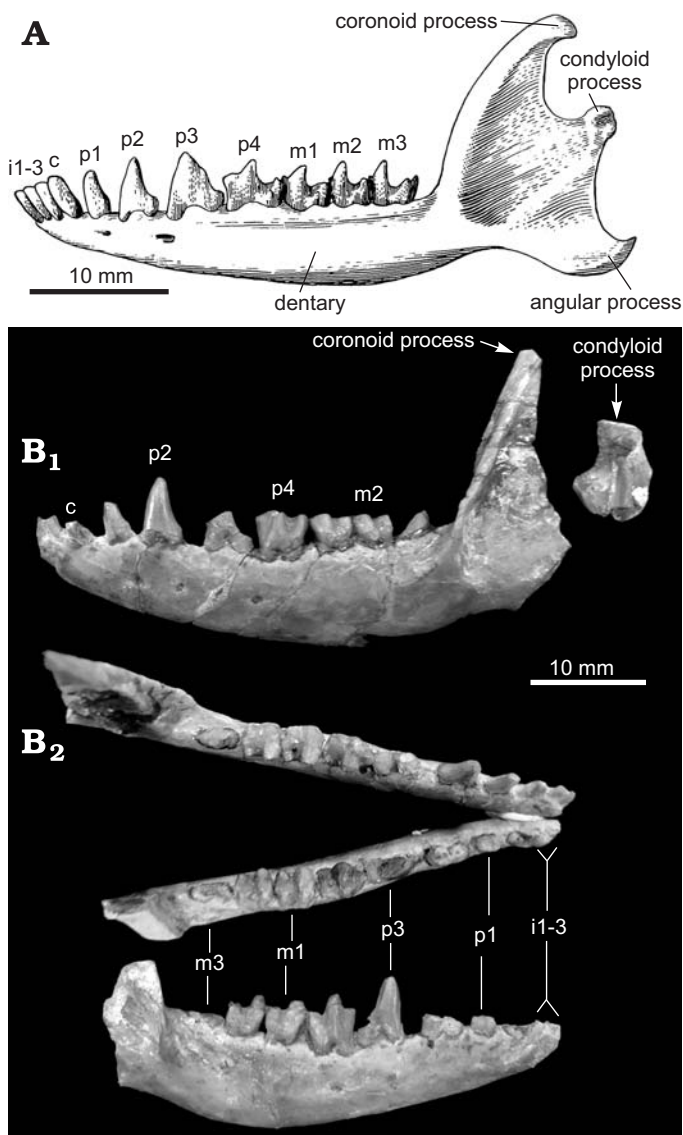 A
coronoid process
condyloid
process
i1-3 c p1 p2 p3 p4 m1 m2 m3
10 mm
dentary
angular process
B1
coronoid process
condyloid
process
c
p2
p4
m2
10 mm
B2
m3
m1
p3
p1
i1-3